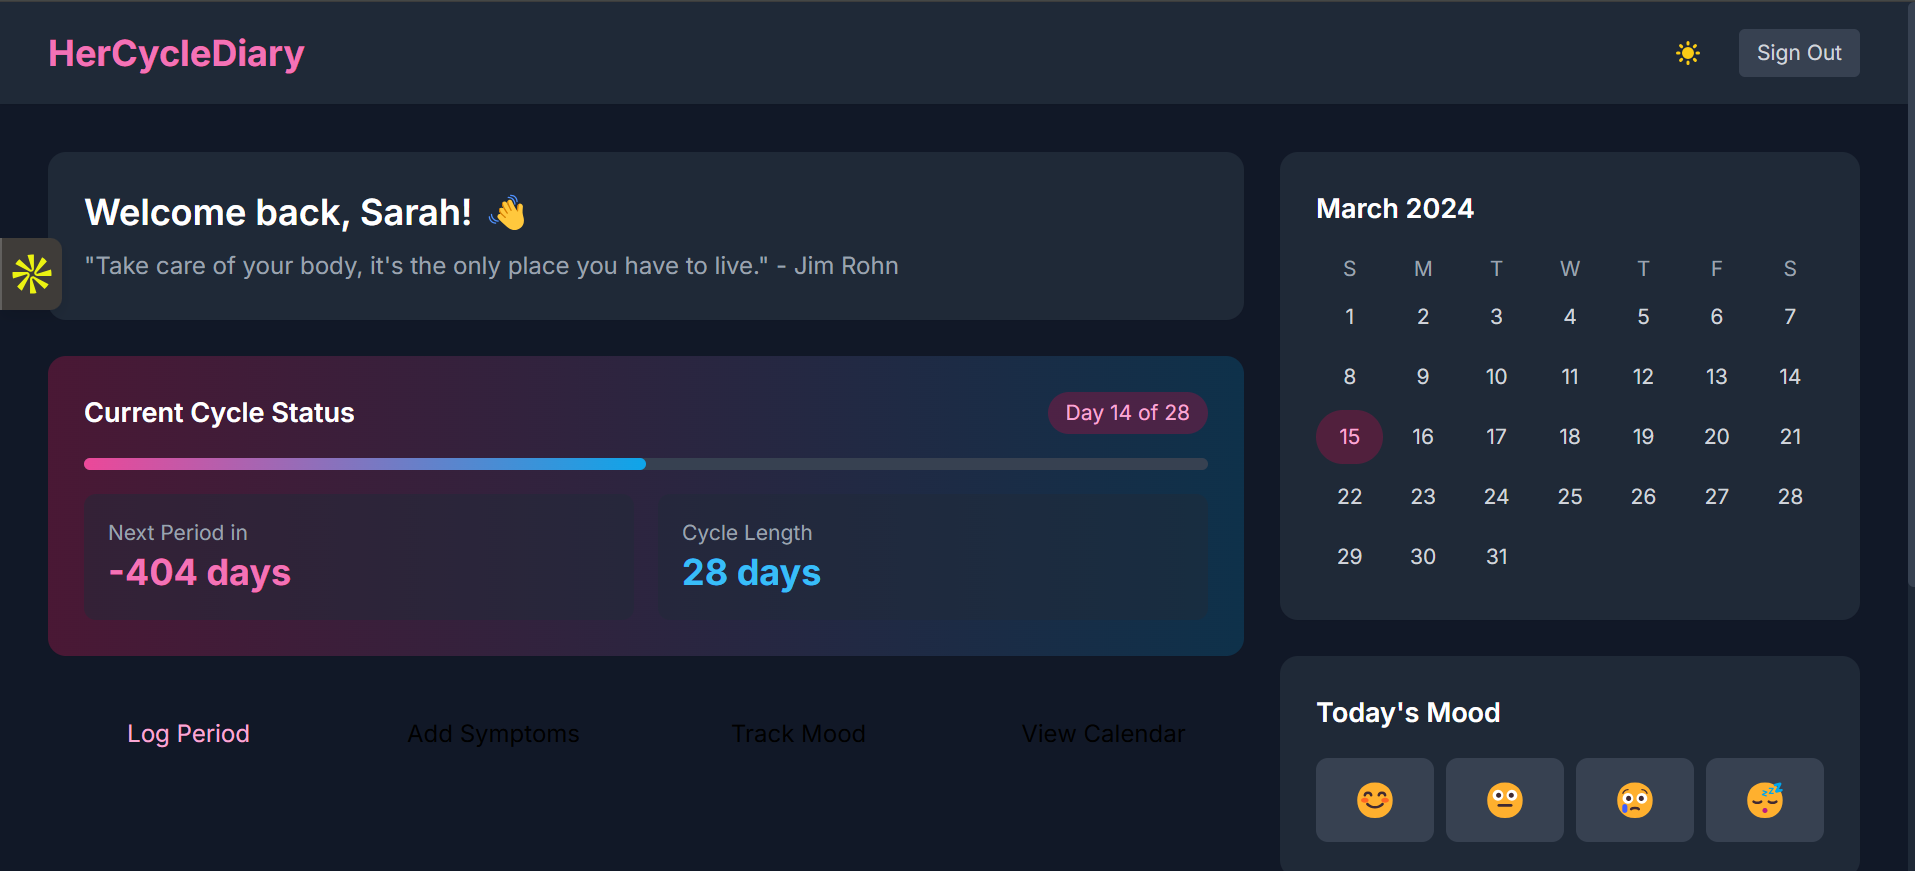 HerCycleDiary
Sign Out
Welcome back, Sarah! 👋
"Take care of your body, it's the only place you have to live." - Jim Rohn
Current Cycle Status
Day 14 of 28
Next Period in
-404 days
Cycle Length
28 days
Log Period
Add Symptoms
Track Mood
View Calendar
March 2024
S M T W T F S
1 2 3 4 5 6 7
8 9 10 11 12 13 14
15 16 17 18 19 20 21
22 23 24 25 26 27 28
29 30 31
Today's Mood